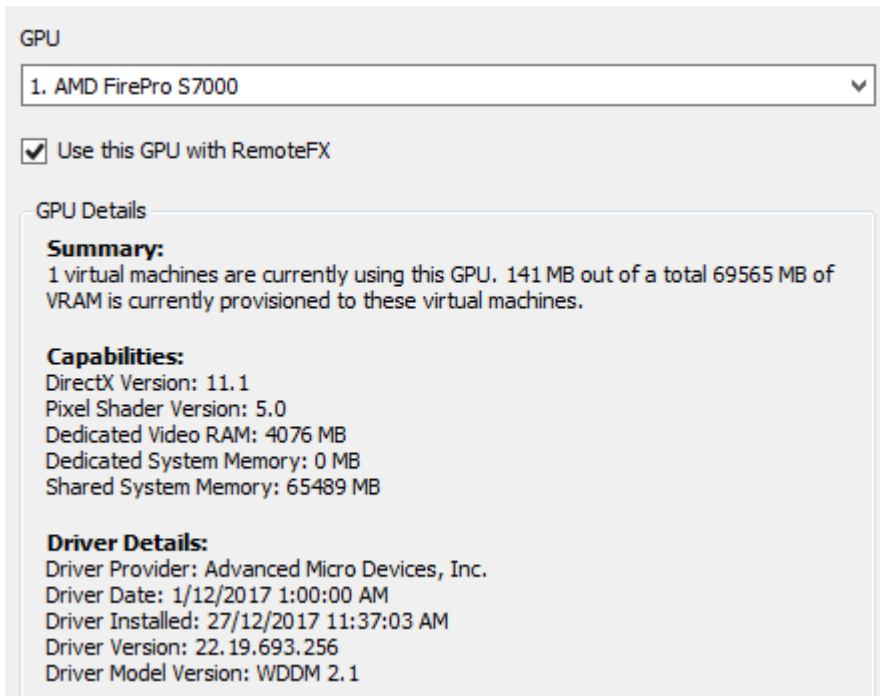 GPU
1. AMD FirePro S7000
Use this GPU with RemoteFX
GPU Details
Summary:
1 virtual machines are currently using this GPU. 141 MB out of a total 69565 MB of
VRAM is currently provisioned to these virtual machines.
Capabilities:
DirectX Version: 11.1
Pixel Shader Version: 5.0
Dedicated Video RAM: 4076 MB
Dedicated System Memory: 0 MB
Shared System Memory: 65489 MB
Driver Details:
Driver Provider: Advanced Micro Devices, Inc.
Driver Date: 1/12/2017 1:00:00 AM
Driver Installed: 27/12/2017 11:37:03 AM
Driver Version: 22.19.693.256
Driver Model Version: WDDM 2.1